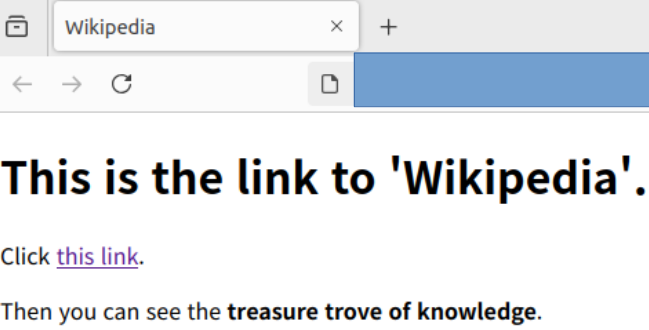 Wikipedia
This is the link to 'Wikipedia'.
Click this link.
Then you can see the treasure trove of knowledge.